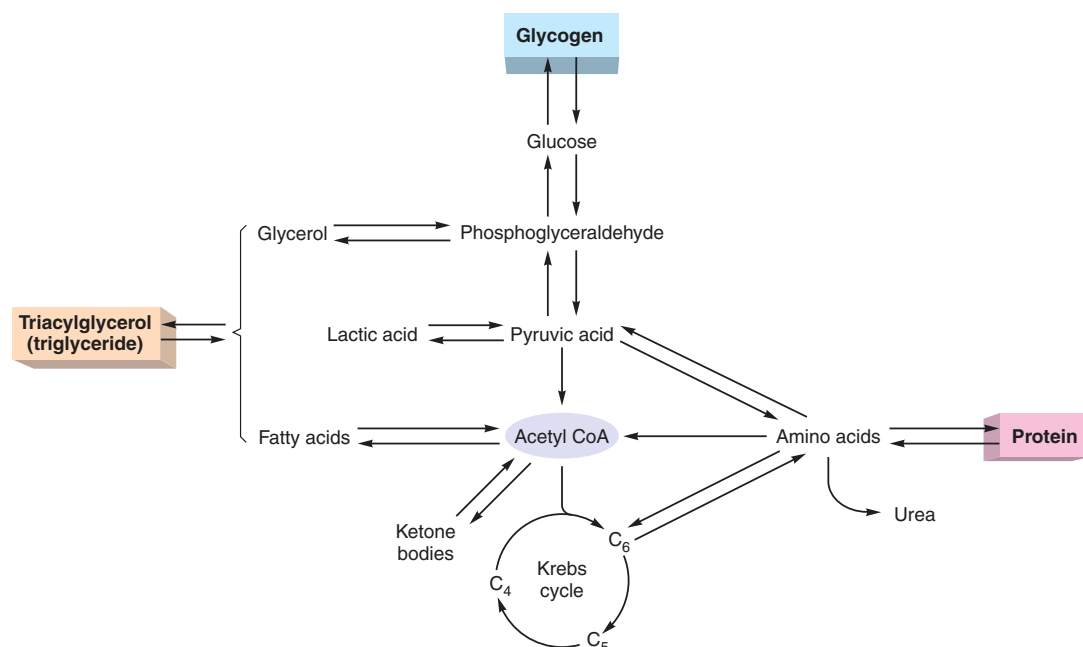 Glycogen
Glucose
Glycerol
Phosphoglyceraldehyde
Triacylglycerol
(triglyceride)
Lactic acid
Pyruvic acid
Fatty acids
Acetyl CoA
Amino acids
Protein
Ketone
bodies
Urea
C6
Krebs
cycle
C4
C5